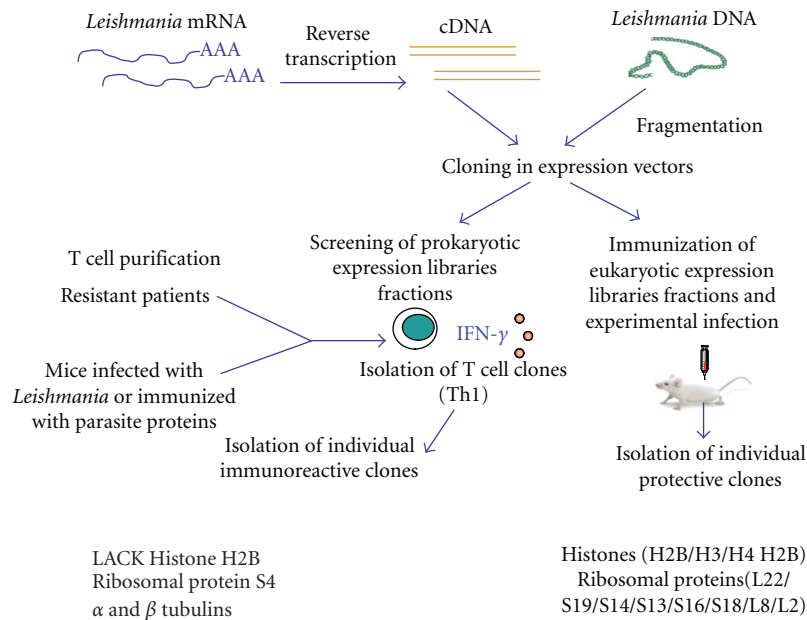 Leishmania mRNA
AAA
AAA
Reverse
transcription
cDNA
Leishmania DNA
Fragmentation
Cloning in expression vectors
T cell purification
Resistant patients
Mice infected with
Leishmania or immunized
with parasite proteins
Screening of prokaryotic
expression libraries
fractions
IFN-γ
Isolation of T cell clones
(Th1)
Isolation of individual
immunoreactive clones
Immunization of
eukaryotic expression
libraries fractions and
experimental infection
Isolation of individual
protective clones
LACK Histone H2B
Ribosomal protein S4
α and β tubulins
Histones (H2B/H3/H4 H2B)
Ribosomal proteins(L22/
S19/S14/S13/S16/S18/L8/L2)